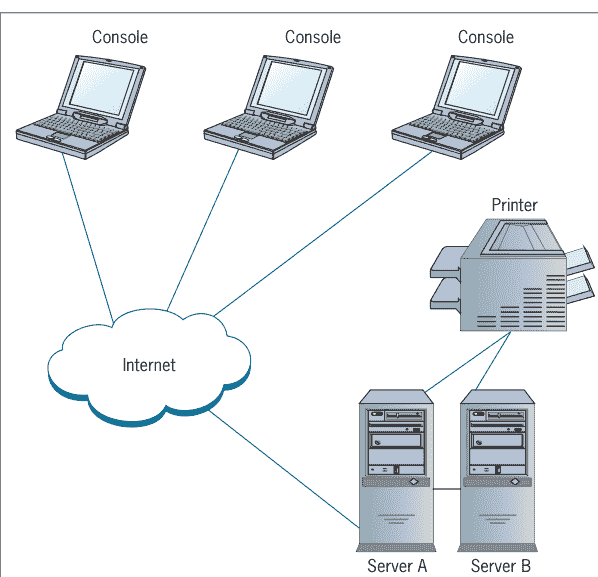 Console
Console
Console
Printer
Internet
Server A
Server B